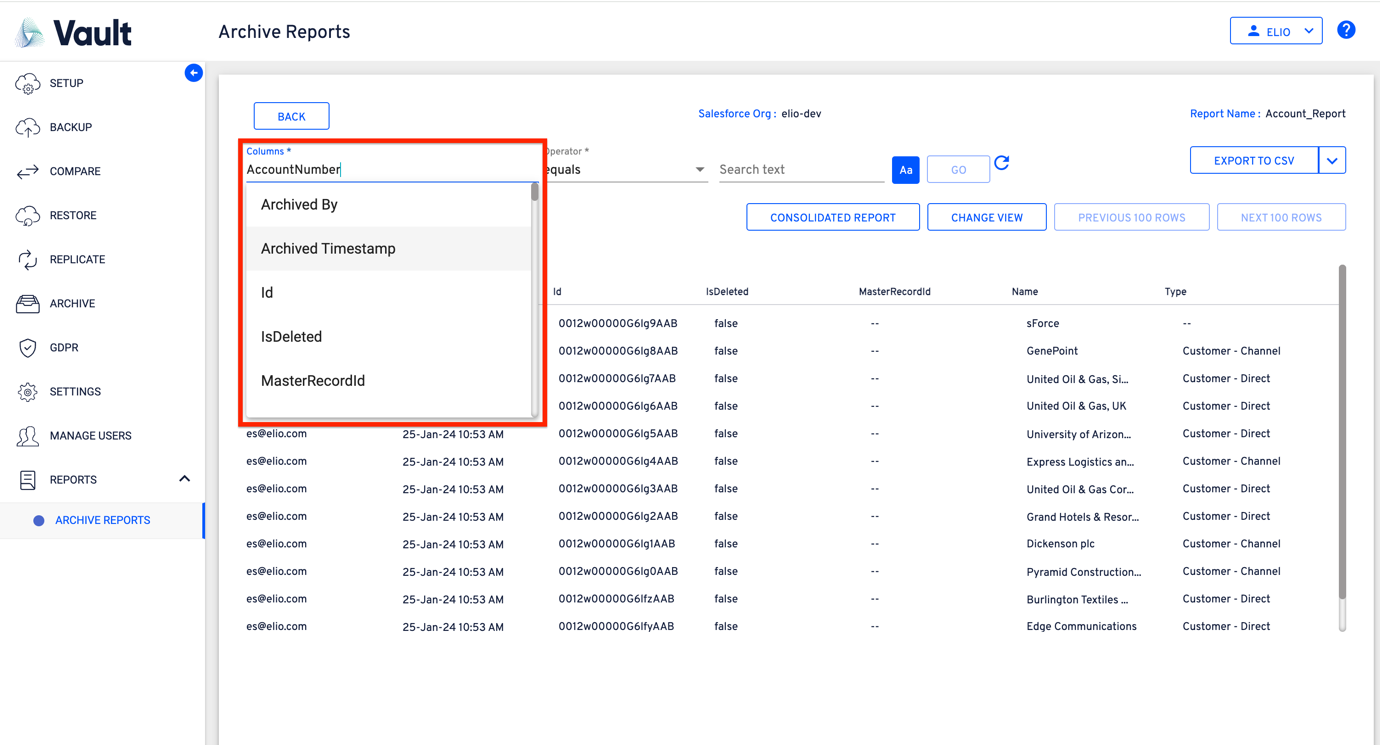 Vault
Archive Reports
ELIO
?
SETUP
BACKUP
COMPARE
RESTORE
REPLICATE
ARCHIVE
GDPR
SETTINGS
MANAGE USERS
REPORTS
ARCHIVE REPORTS
BACK
Salesforce Org : elio-dev
Report Name : Account_Report
Columns *
AccountNumber
Operator *
equals
Search text
Aa
GO
EXPORT TO CSV
Archived By
Archived Timestamp
Id
IsDeleted
MasterRecordId
CONSOLIDATED REPORT
CHANGE VIEW
PREVIOUS 100 ROWS
NEXT 100 ROWS
Id IsDeleted MasterRecordId Name Type
0012w00000G6Ig9AAB false -- sForce --
0012w00000G6Ig8AAB false -- GenePoint Customer - Channel
0012w00000G6Ig7AAB false -- United Oil & Gas, Si... Customer - Direct
0012w00000G6Ig6AAB false -- United Oil & Gas, UK Customer - Direct
es@elio.com 25-Jan-24 10:53 AM 0012w00000G6Ig5AAB false -- University of Arizon... Customer - Direct
es@elio.com 25-Jan-24 10:53 AM 0012w00000G6Ig4AAB false -- Express Logistics an... Customer - Channel
es@elio.com 25-Jan-24 10:53 AM 0012w00000G6Ig3AAB false -- United Oil & Gas Cor... Customer - Direct
es@elio.com 25-Jan-24 10:53 AM 0012w00000G6Ig2AAB false -- Grand Hotels & Resor... Customer - Direct
es@elio.com 25-Jan-24 10:53 AM 0012w00000G6Ig1AAB false -- Dickenson plc Customer - Channel
es@elio.com 25-Jan-24 10:53 AM 0012w00000G6Ig0AAB false -- Pyramid Construction... Customer - Channel
es@elio.com 25-Jan-24 10:53 AM 0012w00000G6IfzAAB false -- Burlington Textiles ... Customer - Direct
es@elio.com 25-Jan-24 10:53 AM 0012w00000G6IfyAAB false -- Edge Communications Customer - Direct